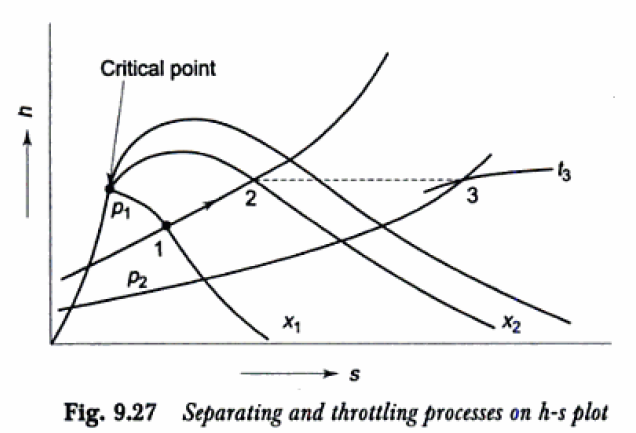 Critical point
h
t3
p1
2
3
1
p2
x1
x2
s
Fig. 9.27 Separating and throttling processes on h-s plot